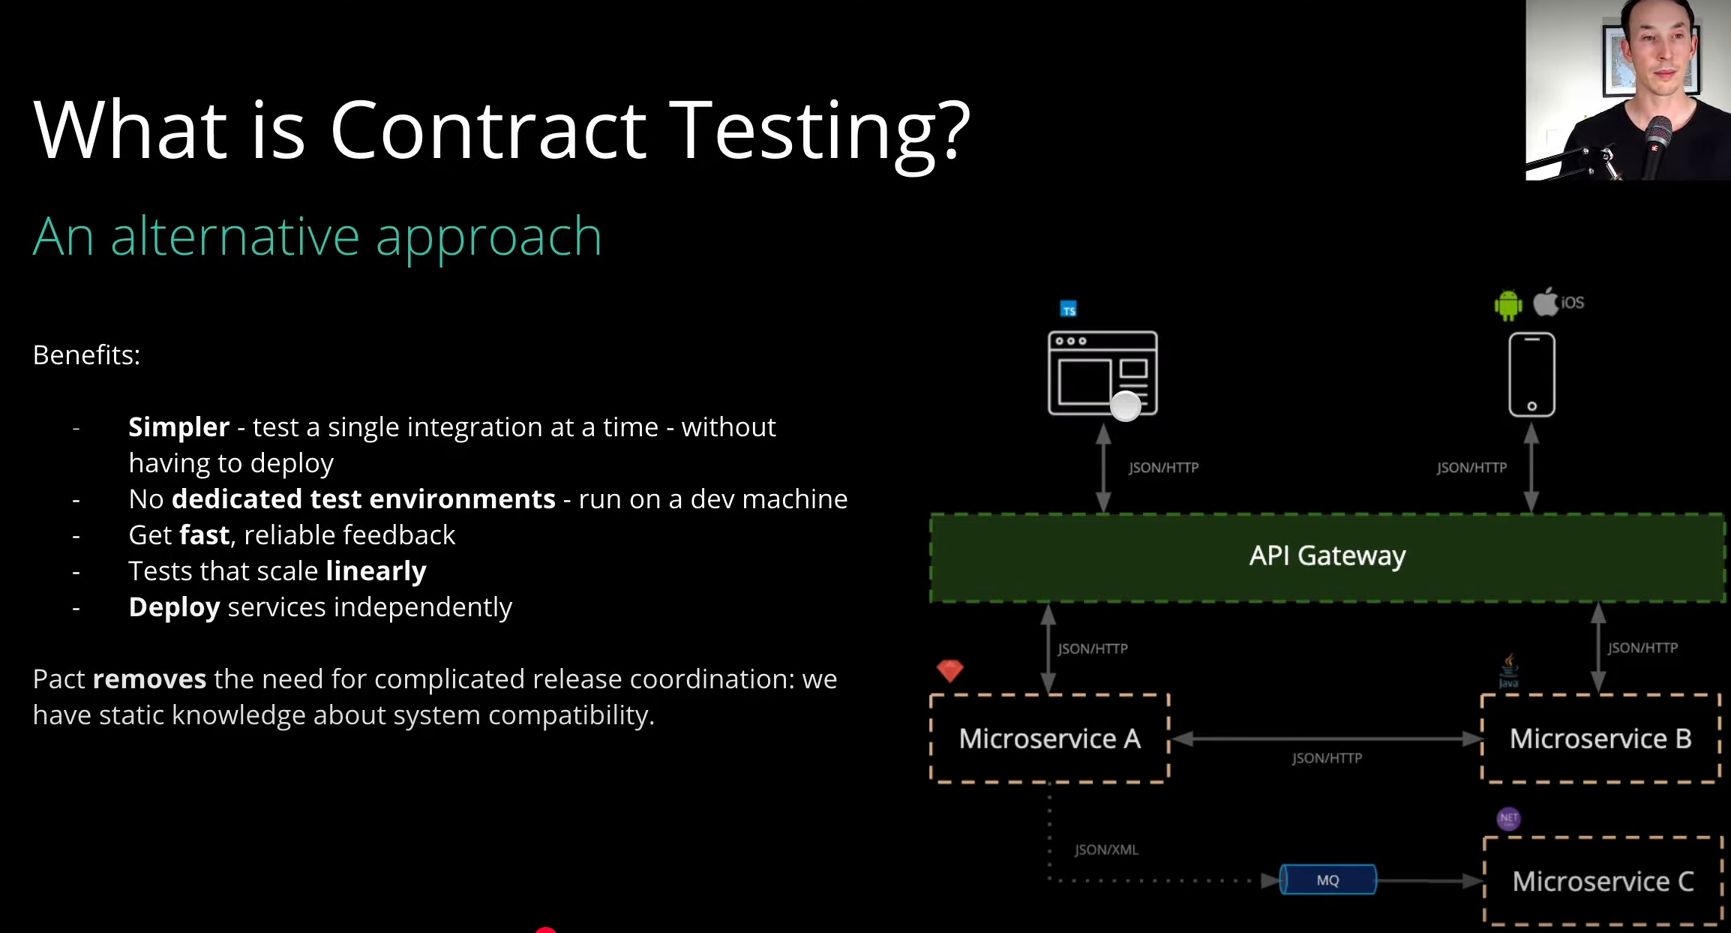 What is Contract Testing?
An alternative approach
Benefits:
- Simpler - test a single integration at a time - without
having to deploy
- No dedicated test environments - run on a dev machine
- Get fast, reliable feedback
- Tests that scale linearly
- Deploy services independently
Pact removes the need for complicated release coordination: we
have static knowledge about system compatibility.
TS
iOS
JSON/HTTP
JSON/HTTP
API Gateway
JSON/HTTP
JSON/HTTP
Java
Microservice A
Microservice B
JSON/HTTP
.NET
JSON/XML
MQ
Microservice C